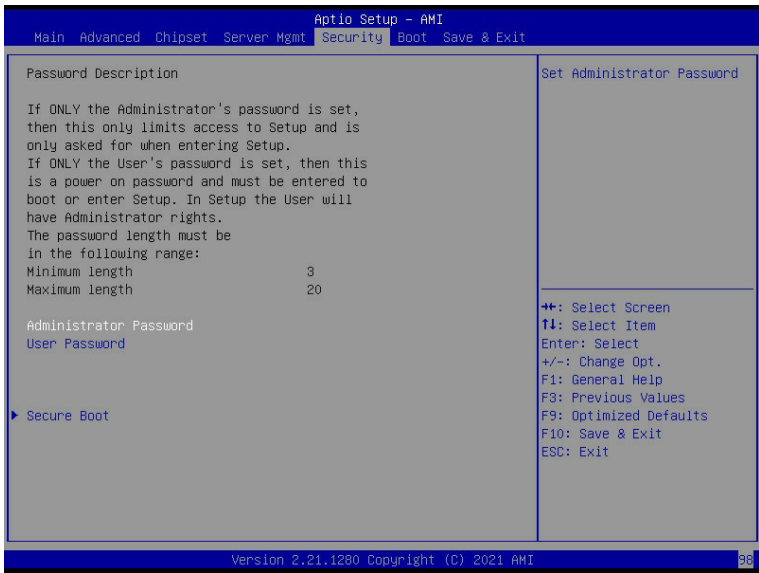 Aptio Setup – AMI
Main Advanced Chipset Server Mgmt Security Boot Save & Exit
Password Description
If ONLY the Administrator's password is set,
then this only limits access to Setup and is
only asked for when entering Setup.
If ONLY the User's password is set, then this
is a power on password and must be entered to
boot or enter Setup. In Setup the User will
have Administrator rights.
The password length must be
in the following range:
Minimum length 3
Maximum length 20
Administrator Password
User Password
▶ Secure Boot
Set Administrator Password
→←: Select Screen
↑↓: Select Item
Enter: Select
+/-: Change Opt.
F1: General Help
F3: Previous Values
F9: Optimized Defaults
F10: Save & Exit
ESC: Exit
Version 2.21.1280 Copyright (C) 2021 AMI
98